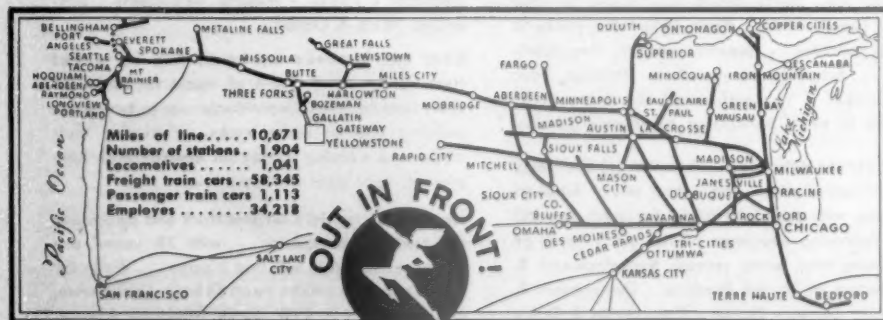 BELLINGHAM
PORT
ANGELES
EVERETT
SEATTLE
SPOKANE
TACOMA
MT
RAINIER
HOQUIAM
ABERDEEN
RAYMOND
LONGVIEW
PORTLAND
METALINE FALLS
MISSOULA
GREAT FALLS
LEWISTOWN
BUTTE
HARLOWTON
MILES CITY
THREE FORKS
BOZEMAN
GALLATIN
GATEWAY
YELLOWSTONE
MOBRIDGE
ABERDEEN
FARGO
MINNEAPOLIS
ST.
PAUL
DULUTH
SUPERIOR
ONTONAGON
COPPER CITIES
ESCANABA
IRON MOUNTAIN
MINOCQUA
EAU CLAIRE
WAUSAU
GREEN BAY
Lake
Michigan
MADISON
AUSTIN
LA CROSSE
SIOUX FALLS
RAPID CITY
MITCHELL
MASON
CITY
MADISON
MILWAUKEE
JANESVILLE
RACINE
DUBUQUE
SIOUX CITY
CO.
BLUFFS
OMAHA
DES MOINES
CEDAR RAPIDS
SAVANNA
ROCKFORD
CHICAGO
TRI-CITIES
OTTUMWA
KANSAS CITY
TERRE HAUTE
BEDFORD
Miles of line.....10,671
Number of stations. 1,904
Locomotives ...... 1,041
Freight train cars..58,345
Passenger train cars 1,113
Employes ........34,218
Pacific Ocean
SALT LAKE
CITY
SAN FRANCISCO
OUT IN FRONT!